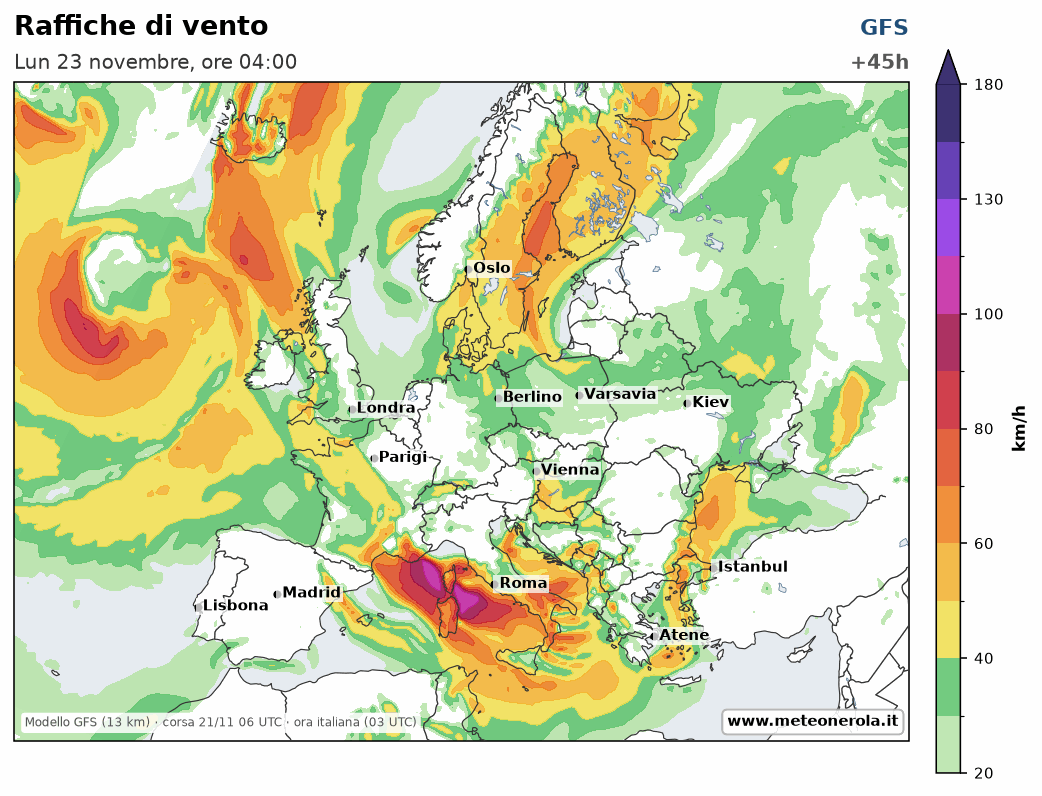 Raffiche di vento
GFS
Lun 23 novembre, ore 04:00
+45h
180
130
100
80
60
40
20
km/h
Oslo
Berlino
Varsavia
Kiev
Londra
Parigi
Vienna
Istanbul
Roma
Madrid
Lisbona
Atene
Modello GFS (13 km) · corsa 21/11 06 UTC · ora italiana (03 UTC)
www.meteonerola.it